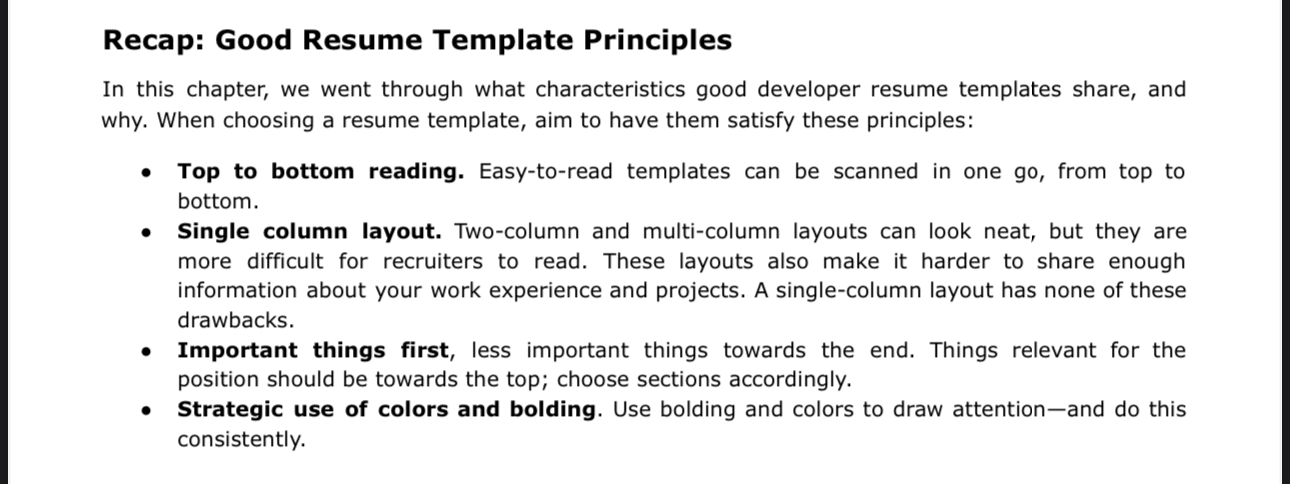 Recap: Good Resume Template Principles
In this chapter, we went through what characteristics good developer resume templates share, and
why. When choosing a resume template, aim to have them satisfy these principles:
● Top to bottom reading. Easy-to-read templates can be scanned in one go, from top to
bottom.
● Single column layout. Two-column and multi-column layouts can look neat, but they are
more difficult for recruiters to read. These layouts also make it harder to share enough
information about your work experience and projects. A single-column layout has none of these
drawbacks.
● Important things first, less important things towards the end. Things relevant for the
position should be towards the top; choose sections accordingly.
● Strategic use of colors and bolding. Use bolding and colors to draw attention—and do this
consistently.